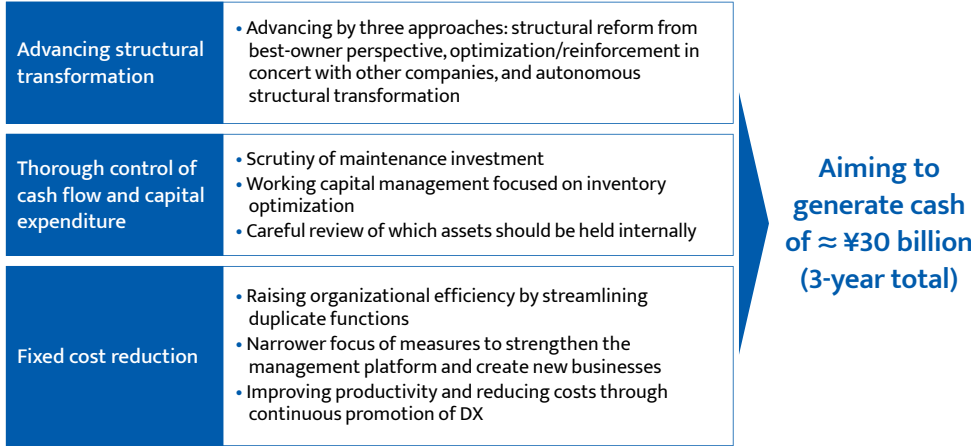 Advancing structural
transformation
• Advancing by three approaches: structural reform from
best-owner perspective, optimization/reinforcement in
concert with other companies, and autonomous
structural transformation
Thorough control of
cash flow and capital
expenditure
• Scrutiny of maintenance investment
• Working capital management focused on inventory
optimization
• Careful review of which assets should be held internally
Fixed cost reduction
• Raising organizational efficiency by streamlining
duplicate functions
• Narrower focus of measures to strengthen the
management platform and create new businesses
• Improving productivity and reducing costs through
continuous promotion of DX
Aiming to
generate cash
of ≈ ¥30 billion
(3-year total)